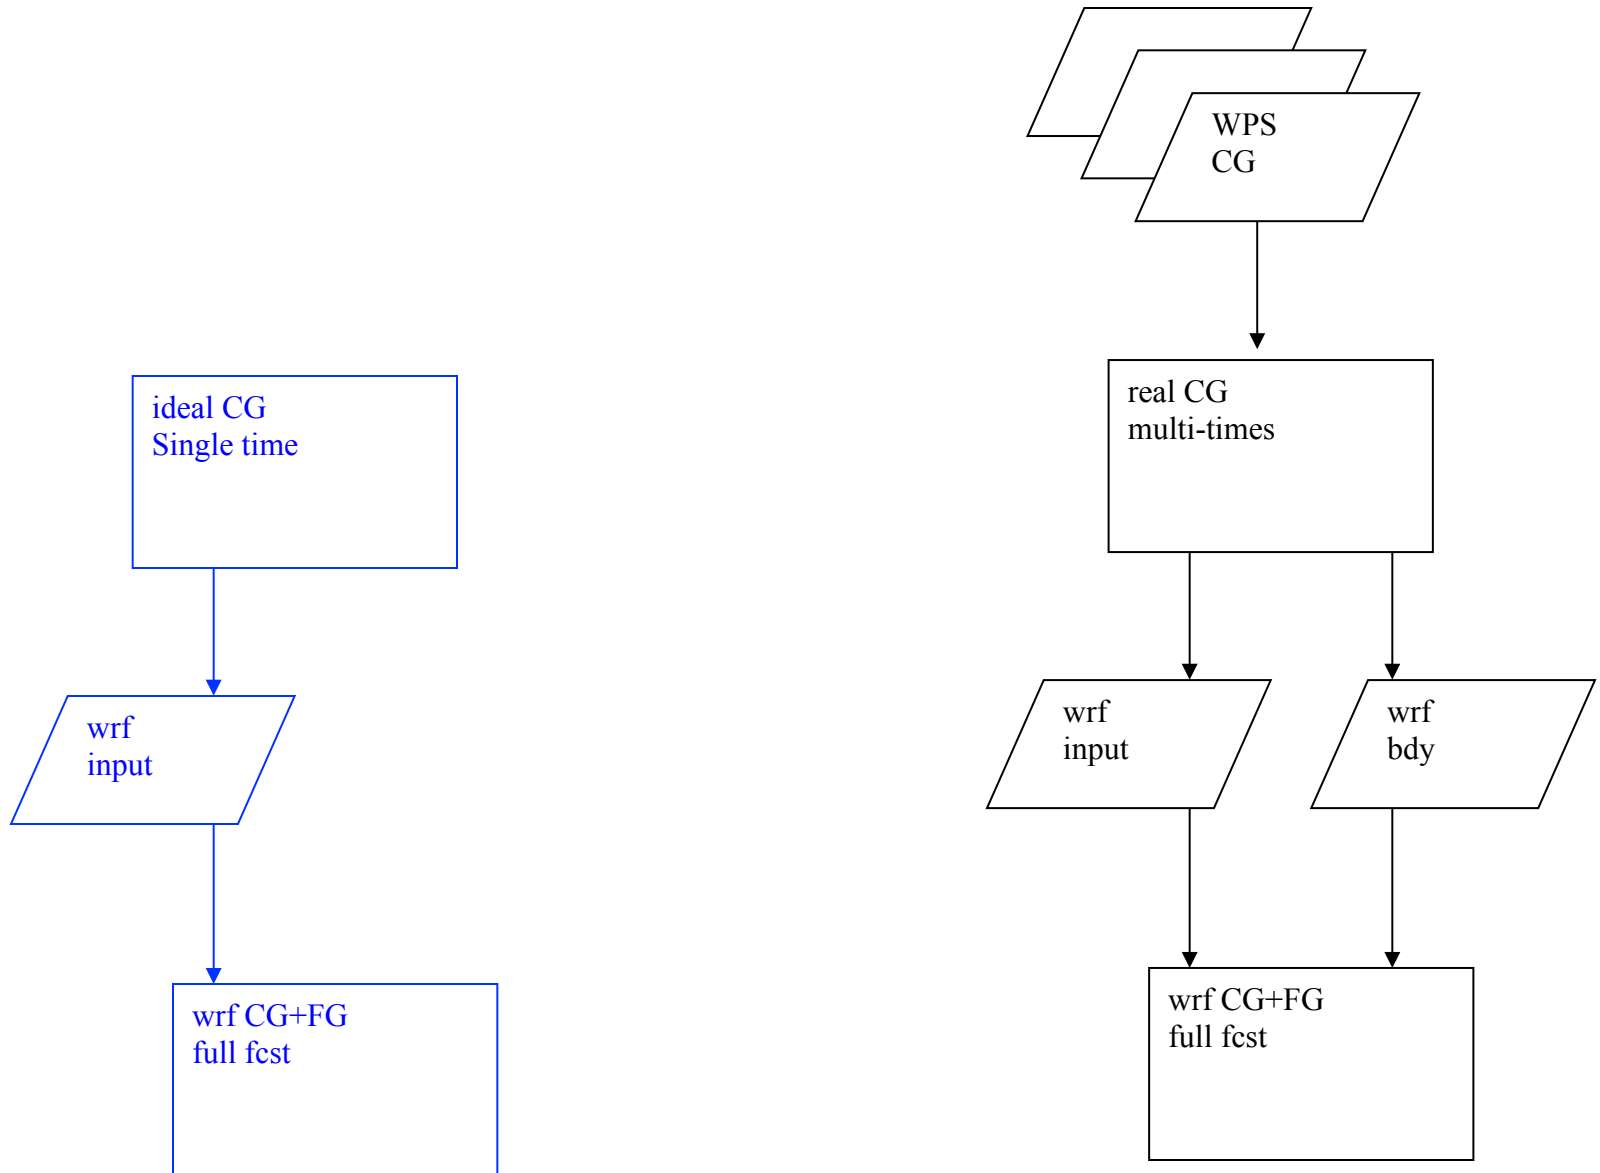 WPS
CG
ideal CG
Single time
real CG
multi-times
wrf
input
wrf
input
wrf
bdy
wrf CG+FG
full fcst
wrf CG+FG
full fcst